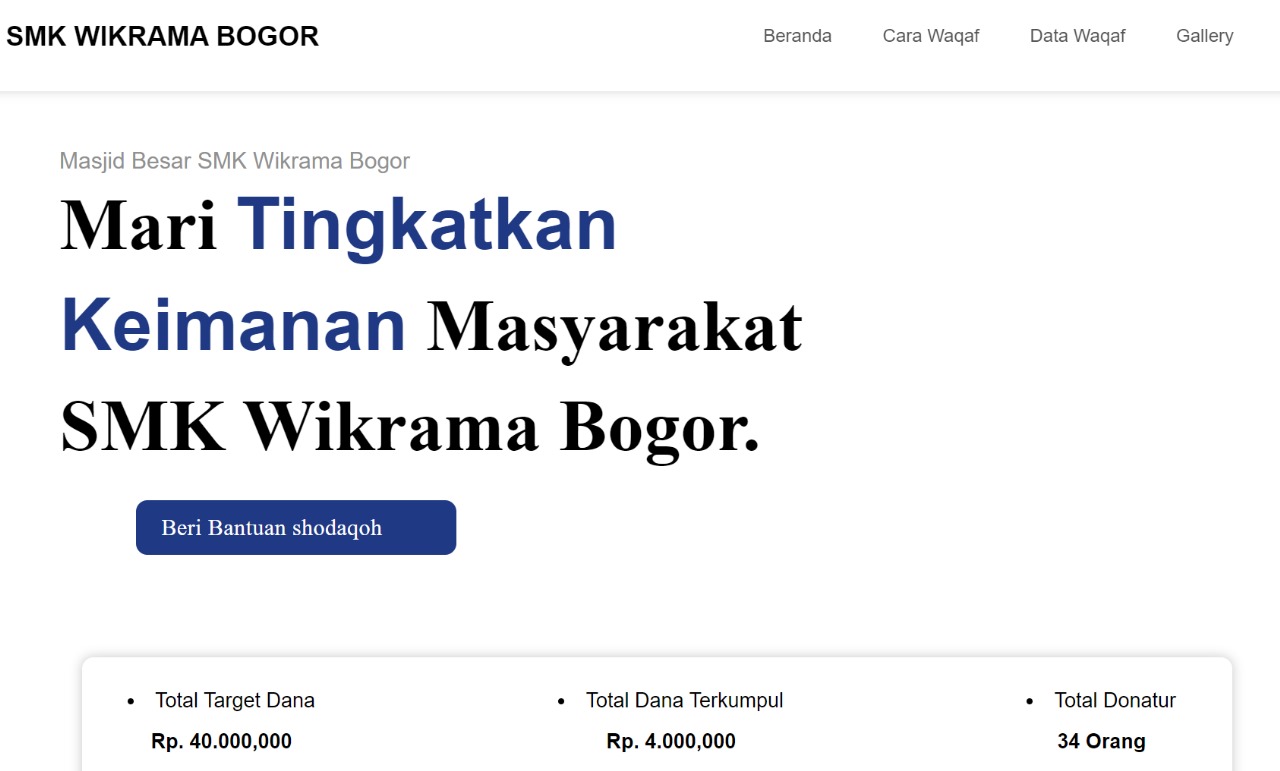 SMK WIKRAMA BOGOR
Beranda Cara Waqaf Data Waqaf Gallery
Masjid Besar SMK Wikrama Bogor
Mari Tingkatkan
Keimanan Masyarakat
SMK Wikrama Bogor.
Beri Bantuan shodaqoh
• Total Target Dana • Total Dana Terkumpul • Total Donatur
Rp. 40.000,000 Rp. 4.000,000 34 Orang